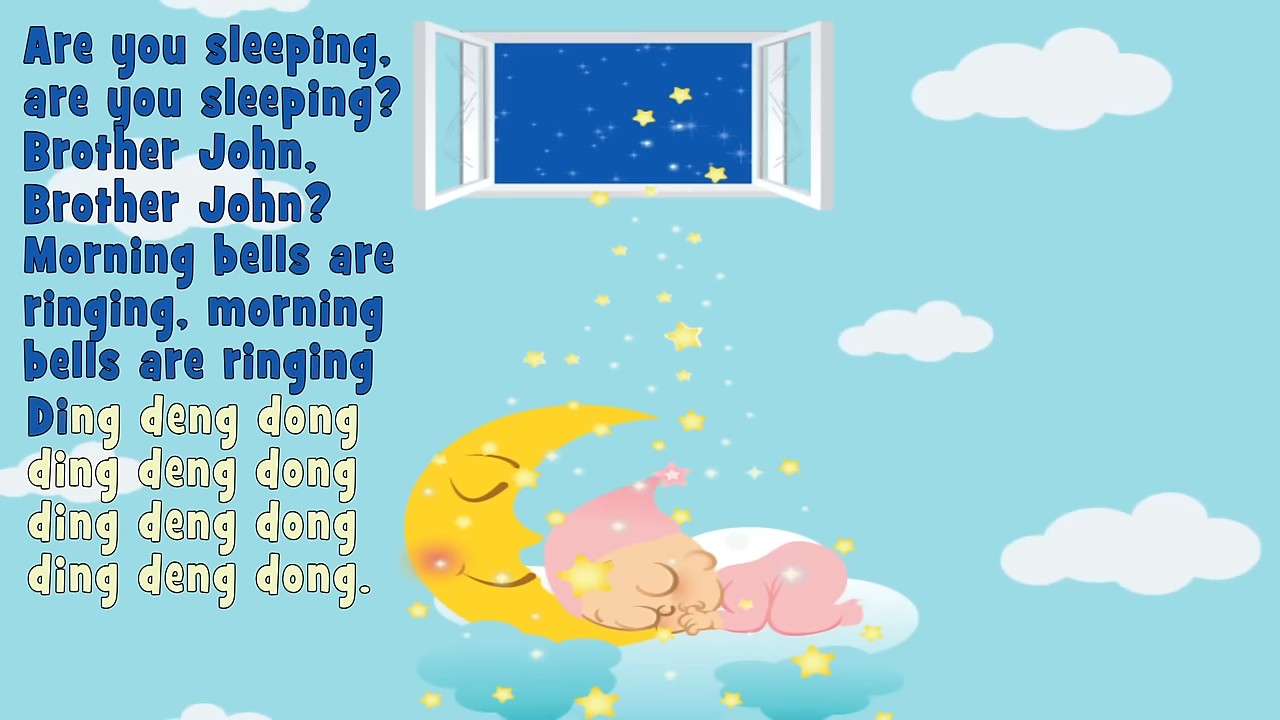 Are you sleeping,
are you sleeping?
Brother John,
Brother John?
Morning bells are
ringing, morning
bells are ringing
Ding deng dong
ding deng dong
ding deng dong
ding deng dong.